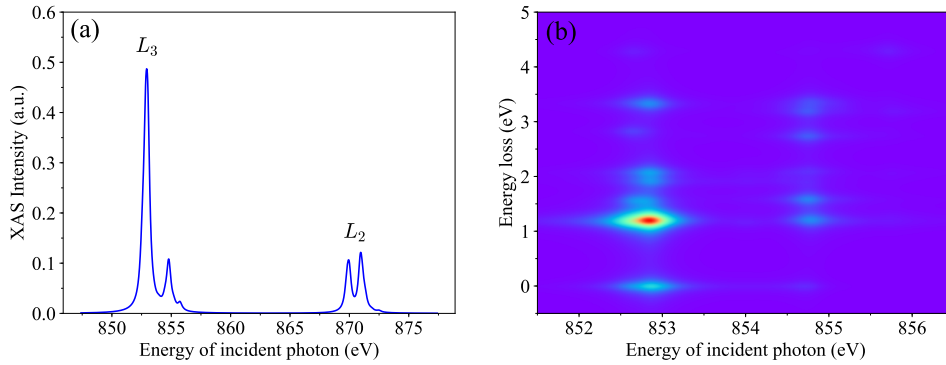 (a)
L3
L2
XAS Intensity (a.u.)
0.6
0.5
0.4
0.3
0.2
0.1
0.0
850 855 860 865 870 875
Energy of incident photon (eV)
(b)
Energy loss (eV)
5
4
3
2
1
0
852 853 854 855 856
Energy of incident photon (eV)